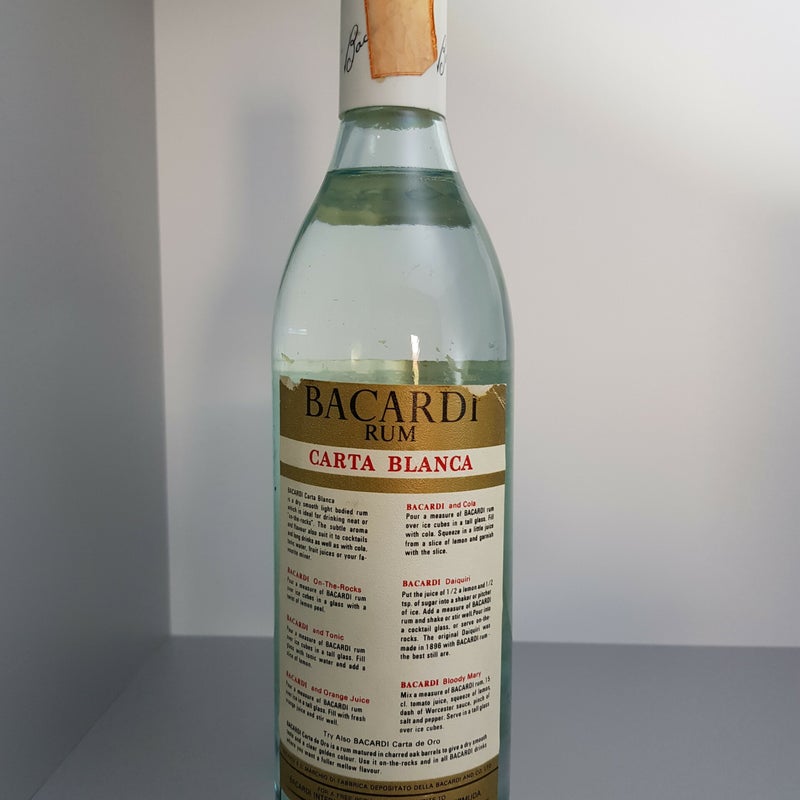 BACARDI
RUM
CARTA BLANCA
BACARDI Carta Blanca
is a dry smooth light bodied rum
which is ideal for drinking neat or
"on-the-rocks". The subtle aroma
and flavour also suit it to cocktails
and long drinks as well as with cola,
tonic water, fruit juices or your fa-
vourite mixer.
BACARDI On-The-Rocks
Pour a measure of BACARDI rum
over ice cubes in a glass with a
twist of lemon peel.
BACARDI and Tonic
Pour a measure of BACARDI rum
over ice cubes in a tall glass. Fill
glass with tonic water and add a
slice of lemon.
BACARDI and Orange Juice
Pour a measure of BACARDI rum
over ice in a tall glass. Fill with fresh
orange juice and stir well.
BACARDI and Cola
Pour a measure of BACARDI rum
over ice cubes in a tall glass. Fill
with cola. Squeeze in a little juice
from a slice of lemon and garnish
with the slice.
BACARDI Daiquiri
Put the juice of 1/2 a lemon and 1/2
tsp. of sugar into a shaker or pitcher
of ice. Add a measure of BACARDI
rum and shake or stir well. Pour into
a cocktail glass, or serve on-the-
rocks. The original Daiquiri was
made in 1896 with BACARDI rum -
the best still are.
BACARDI Bloody Mary
Mix a measure of BACARDI rum, 15
cl. tomato juice, squeeze of lemon,
dash of Worcester sauce, pinch of
salt and pepper. Serve in a tall glass
over ice cubes.
Try Also BACARDI Carta de Oro
BACARDI Carta de Oro is a rum matured in charred oak barrels to give a dry smooth
taste and a clear golden colour. Use it on-the-rocks and in all BACARDI drinks
where you want a fuller mellow flavour.
MARCHIO DI FABBRICA DEPOSITATO DELLA BACARDI AND CO. LTD
FOR A FREE
BACARDI